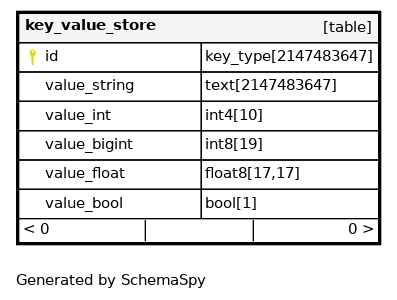 key_value_store [table]
id key_type[2147483647]
value_string text[2147483647]
value_int int4[10]
value_bigint int8[19]
value_float float8[17,17]
value_bool bool[1]
< 0 0 >
Generated by SchemaSpy